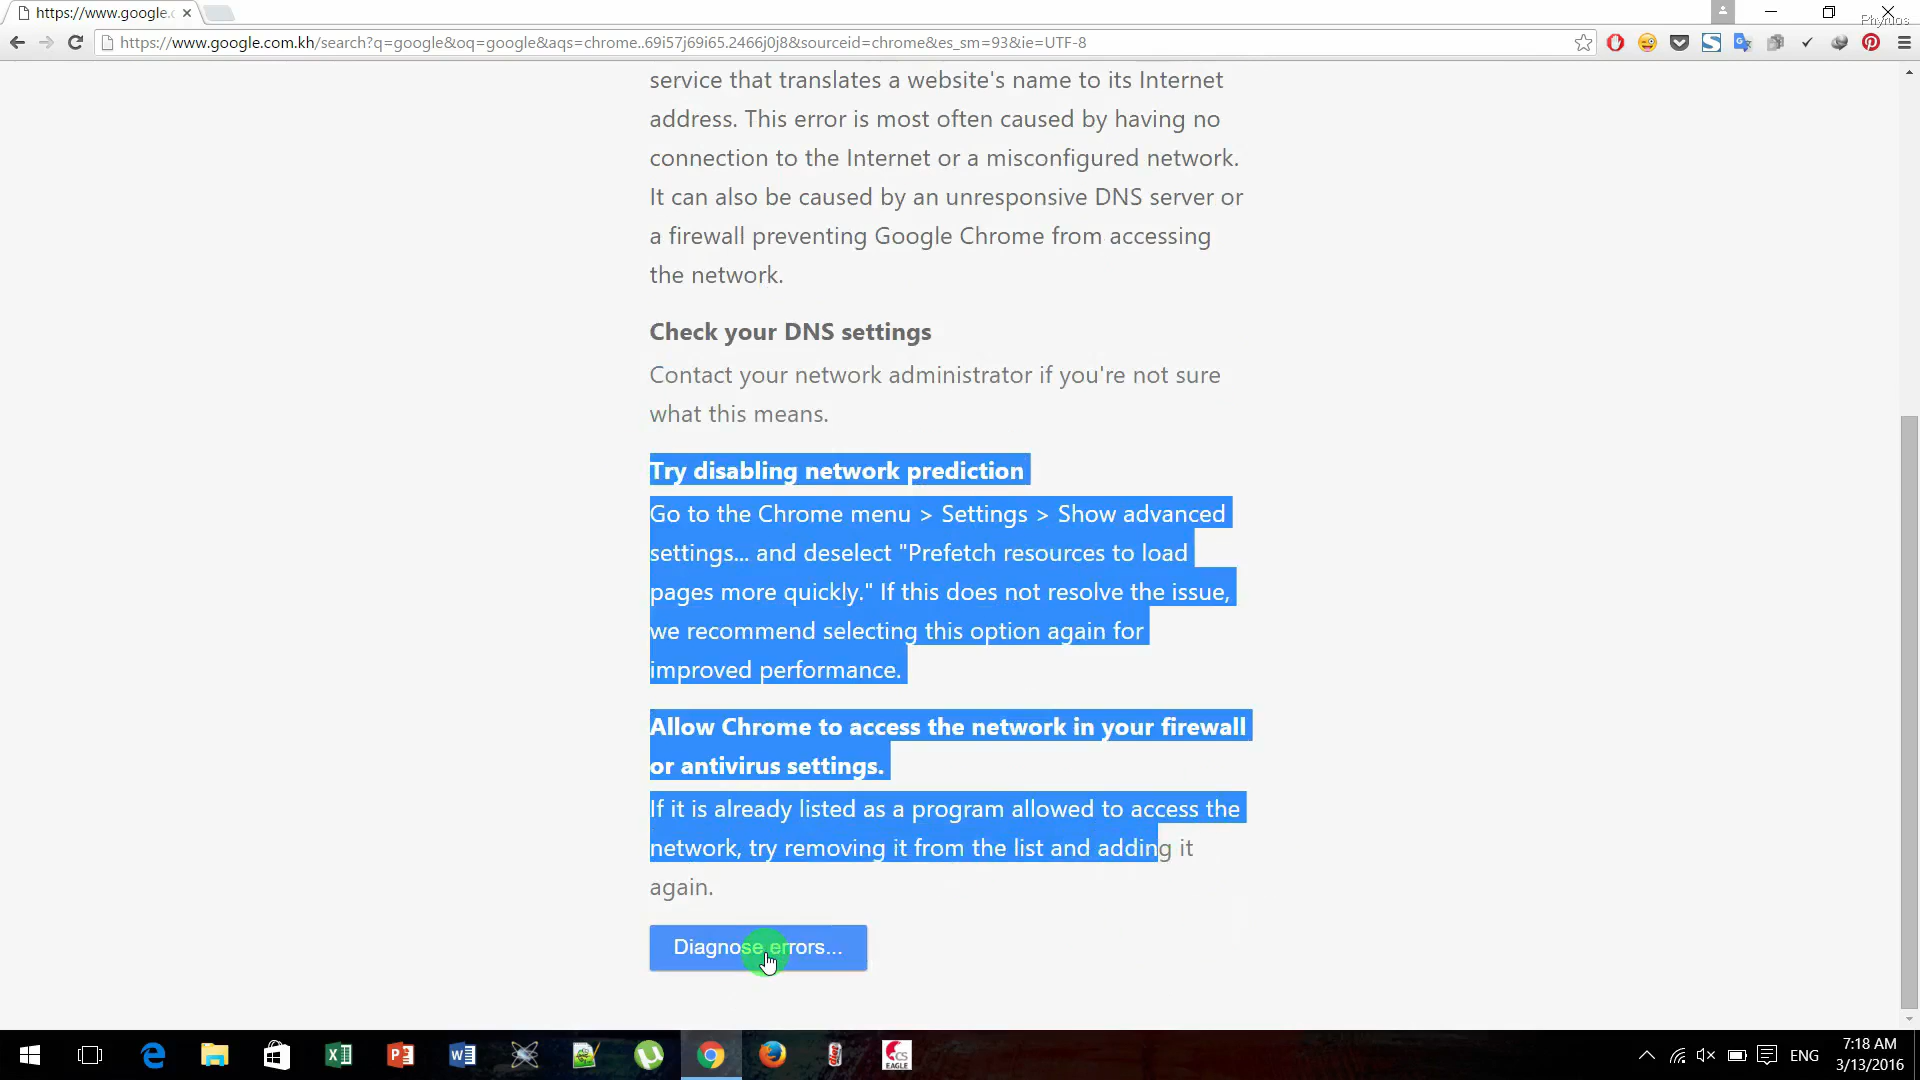 https://www.google.c
Phyrios
https://www.google.com.kh/search?q=google&oq=google&aqs=chrome..69i57j69i65.2466j0j8&sourceid=chrome&es_sm=93&ie=UTF-8
service that translates a website's name to its Internet
address. This error is most often caused by having no
connection to the Internet or a misconfigured network.
It can also be caused by an unresponsive DNS server or
a firewall preventing Google Chrome from accessing
the network.
Check your DNS settings
Contact your network administrator if you're not sure
what this means.
Try disabling network prediction
Go to the Chrome menu > Settings > Show advanced
settings... and deselect "Prefetch resources to load
pages more quickly." If this does not resolve the issue,
we recommend selecting this option again for
improved performance.
Allow Chrome to access the network in your firewall
or antivirus settings.
If it is already listed as a program allowed to access the
network, try removing it from the list and adding it
again.
Diagnose errors...
CS
EAGLE
ENG
7:18 AM
3/13/2016